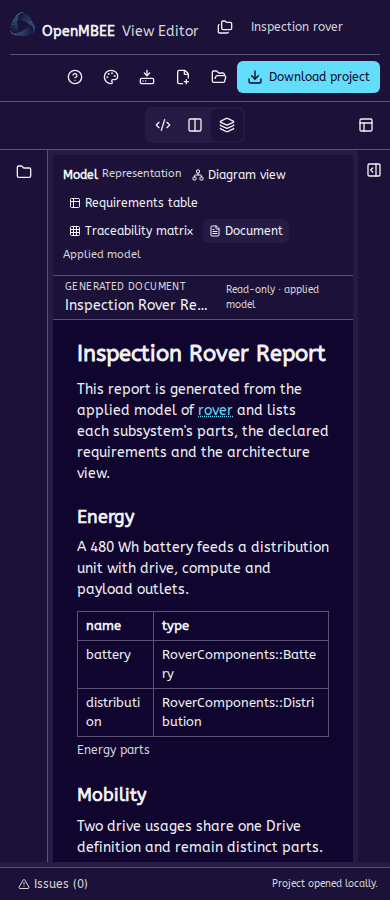 OpenMBEE View Editor Inspection rover
Download project
Model Representation Diagram view
Requirements table
Traceability matrix Document
Applied model
GENERATED DOCUMENT
Inspection Rover Re...
Read-only · applied
model
Inspection Rover Report
This report is generated from the
applied model of rover and lists
each subsystem's parts, the declared
requirements and the architecture
view.
Energy
A 480 Wh battery feeds a distribution
unit with drive, compute and
payload outlets.
name type
battery RoverComponents::Batte
ry
distributi RoverComponents::Distri
on bution
Energy parts
Mobility
Two drive usages share one Drive
definition and remain distinct parts.
Issues (0) Project opened locally.